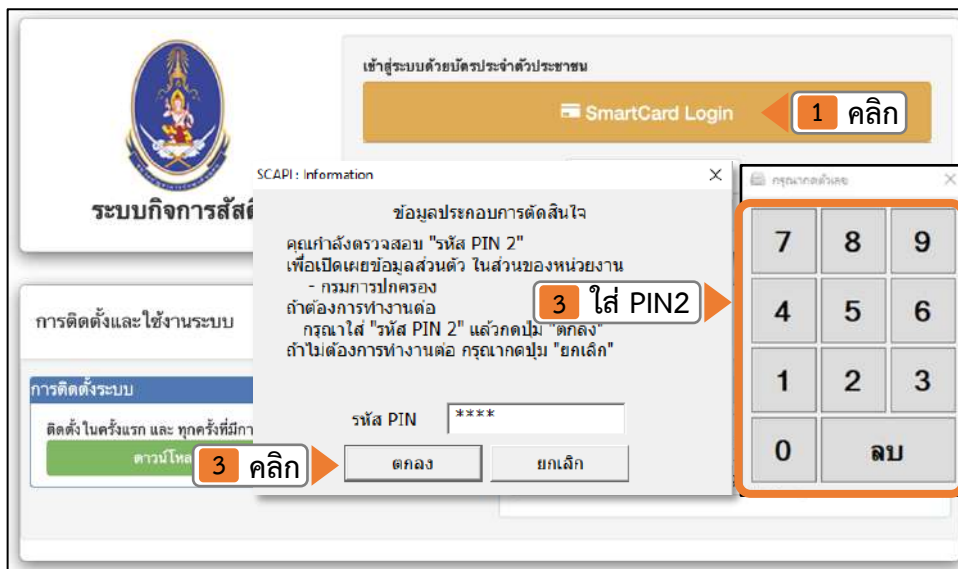 เข้าสู่ระบบด้วยบัตรประจำตัวประชาชน
SmartCard Login
1 คลิก
ระบบกิจการสัสดี
SCAPI : Information
ข้อมูลประกอบการตัดสินใจ
คุณกำลังตรวจสอบ "รหัส PIN 2"
เพื่อเปิดเผยข้อมูลส่วนตัว ในส่วนของหน่วยงาน
- กรมการปกครอง
ถ้าต้องการทำงานต่อ
กรุณาใส่ "รหัส PIN 2" แล้วกดปุ่ม "ตกลง"
ถ้าไม่ต้องการทำงานต่อ กรุณากดปุ่ม "ยกเลิก"
รหัส PIN ****
ตกลง ยกเลิก
3 ใส่ PIN2
3 คลิก
กรุณากดตัวเลข
7 8 9
4 5 6
1 2 3
0 ลบ
การติดตั้งและใช้งานระบบ
การติดตั้งระบบ
ติดตั้ง ในครั้งแรก และ ทุกครั้งที่มีกา
ดาวน์โหล